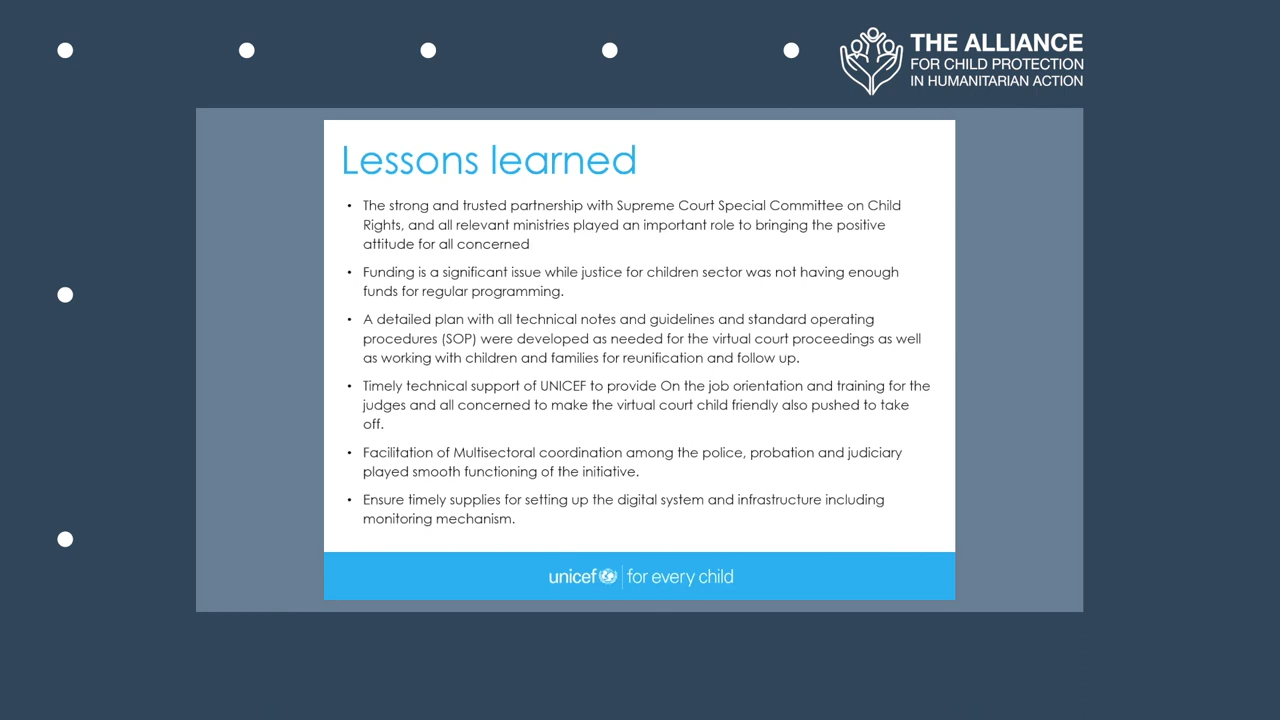 THE ALLIANCE
FOR CHILD PROTECTION
IN HUMANITARIAN ACTION
Lessons learned
• The strong and trusted partnership with Supreme Court Special Committee on Child
Rights, and all relevant ministries played an important role to bringing the positive
attitude for all concerned
• Funding is a significant issue while justice for children sector was not having enough
funds for regular programming.
• A detailed plan with all technical notes and guidelines and standard operating
procedures (SOP) were developed as needed for the virtual court proceedings as well
as working with children and families for reunification and follow up.
• Timely technical support of UNICEF to provide On the job orientation and training for the
judges and all concerned to make the virtual court child friendly also pushed to take
off.
• Facilitation of Multisectoral coordination among the police, probation and judiciary
played smooth functioning of the initiative.
• Ensure timely supplies for setting up the digital system and infrastructure including
monitoring mechanism.
unicef for every child